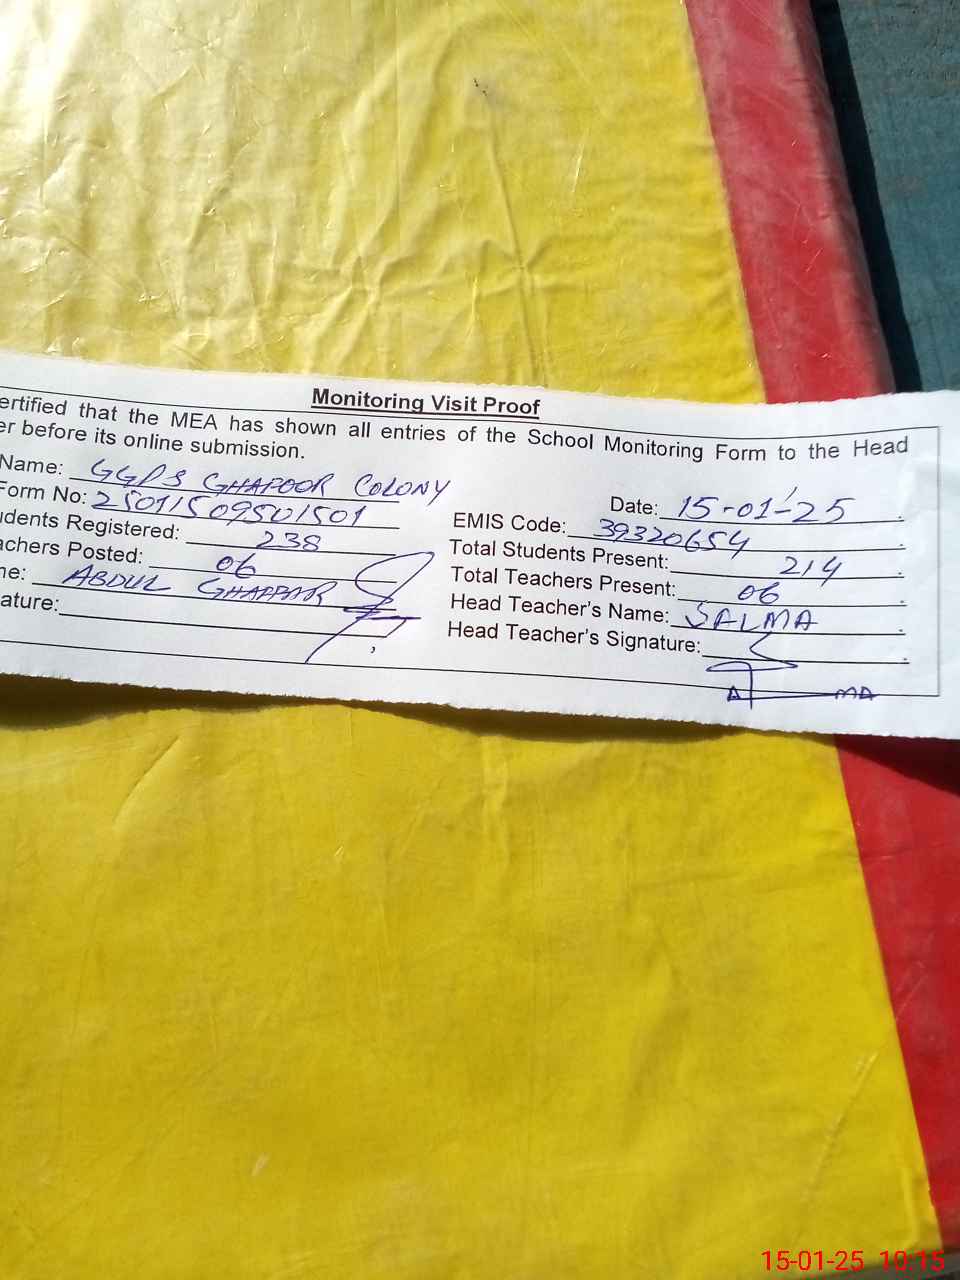 Monitoring Visit Proof
ertified that the MEA has shown all entries of the School Monitoring Form to the Head
er before its online submission.
Name: GGPS GHAPOOR COLONY
Date: 15-01-25
Form No: 25011509501501
EMIS Code: 39320654
udents Registered: 238
Total Students Present: 214
achers Posted: 06
Total Teachers Present: 06
me: ABDUL GHAFFAR
Head Teacher's Name: SALMA
ature:
Head Teacher's Signature:
15-01-25 10:15